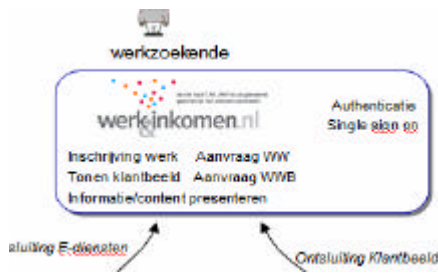 werkzoekende
werk&inkomen.nl
Authenticatie
Single sign on
Inschrijving werk Aanvraag WW
Tonen klantbeeld Aanvraag WWB
Informatie/content presenteren
sluiting E-diensten
Ontsluiting Klantbeeld